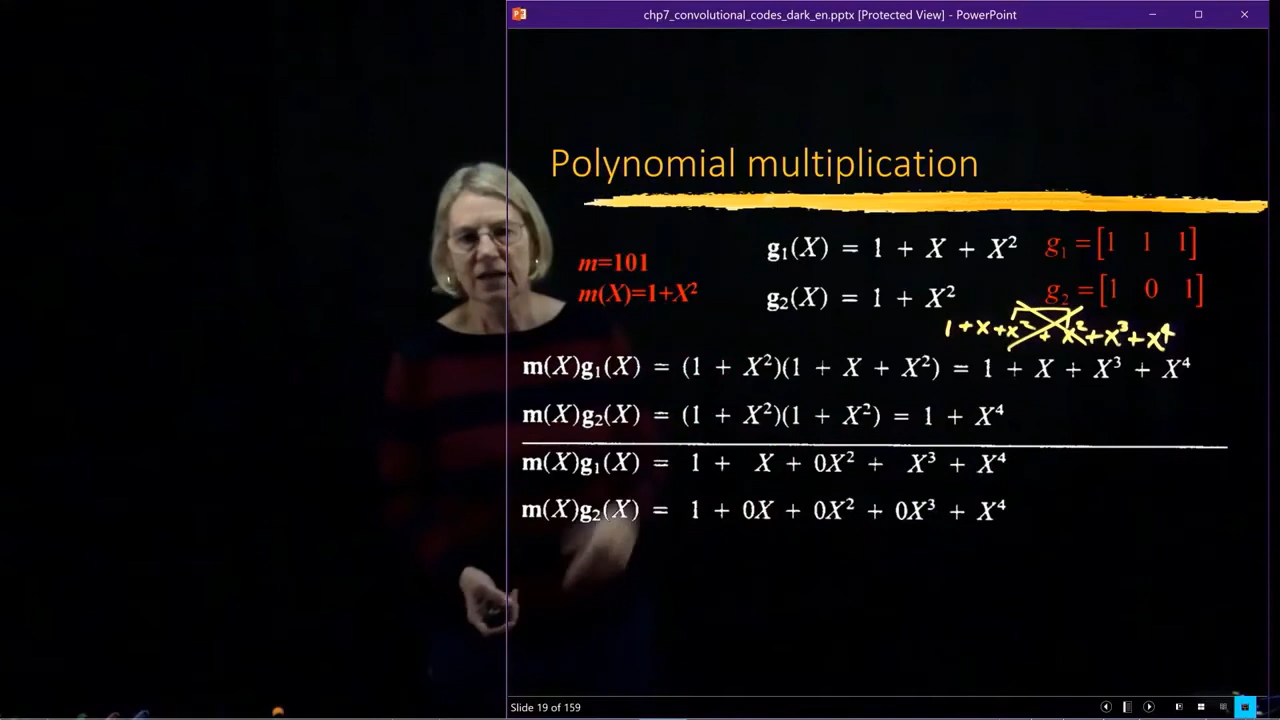 chp7_convolutional_codes_dark_en.pptx [Protected View] - PowerPoint
Polynomial multiplication
m=101
m(X)=1+X²
g₁(X) = 1 + X + X²
g₁ = [1 1 1]
g₂(X) = 1 + X²
g₂ = [1 0 1]
1+x+x²+x²+x³+x⁴
m(X)g₁(X) = (1 + X²)(1 + X + X²) = 1 + X + X³ + X⁴
m(X)g₂(X) = (1 + X²)(1 + X²) = 1 + X⁴
m(X)g₁(X) = 1 + X + 0X² + X³ + X⁴
m(X)g₂(X) = 1 + 0X + 0X² + 0X³ + X⁴
Slide 19 of 159